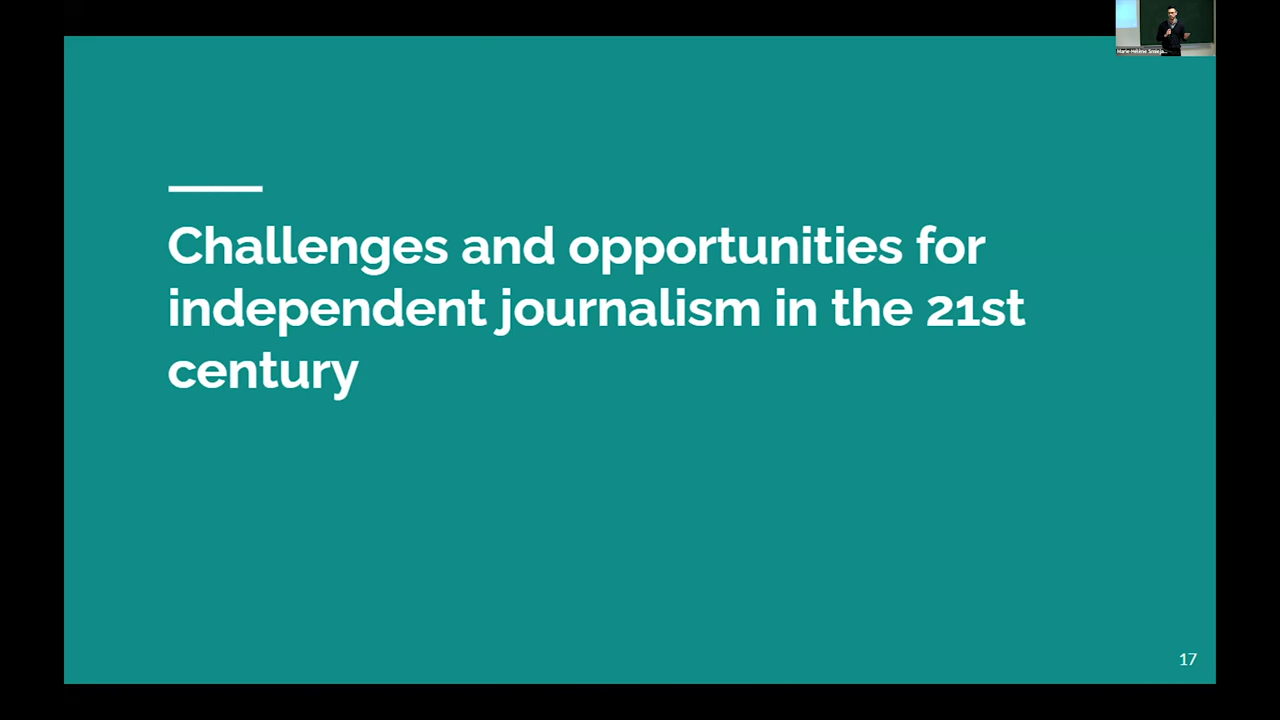 Challenges and opportunities for
independent journalism in the 21st
century
17